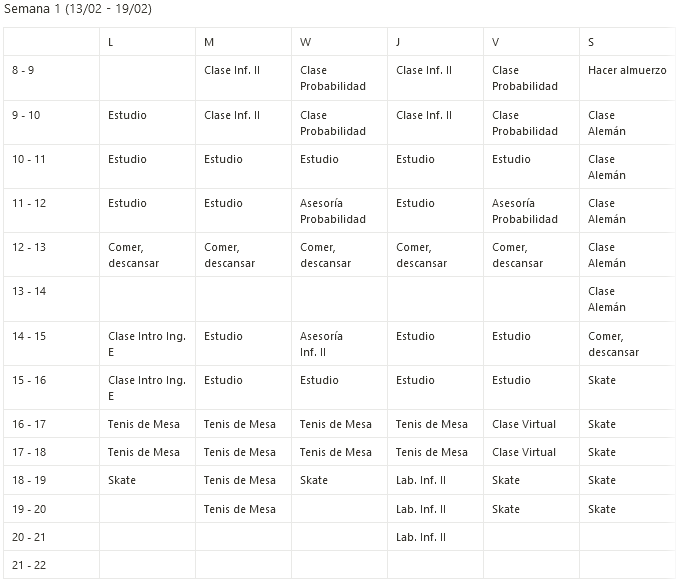 Semana 1 (13/02 - 19/02)
L M W J V S
8 - 9 Clase Inf. II Clase Probabilidad Clase Inf. II Clase Probabilidad Hacer almuerzo
9 - 10 Estudio Clase Inf. II Clase Probabilidad Clase Inf. II Clase Probabilidad Clase Alemán
10 - 11 Estudio Estudio Estudio Estudio Estudio Clase Alemán
11 - 12 Estudio Estudio Asesoría Probabilidad Estudio Asesoría Probabilidad Clase Alemán
12 - 13 Comer, descansar Comer, descansar Comer, descansar Comer, descansar Comer, descansar Clase Alemán
13 - 14 Clase Alemán
14 - 15 Clase Intro Ing. E Estudio Asesoría Inf. II Estudio Estudio Comer, descansar
15 - 16 Clase Intro Ing. E Estudio Estudio Estudio Estudio Skate
16 - 17 Tenis de Mesa Tenis de Mesa Tenis de Mesa Tenis de Mesa Clase Virtual Skate
17 - 18 Tenis de Mesa Tenis de Mesa Tenis de Mesa Tenis de Mesa Clase Virtual Skate
18 - 19 Skate Tenis de Mesa Skate Lab. Inf. II Skate Skate
19 - 20 Tenis de Mesa Lab. Inf. II Skate Skate
20 - 21 Lab. Inf. II
21 - 22